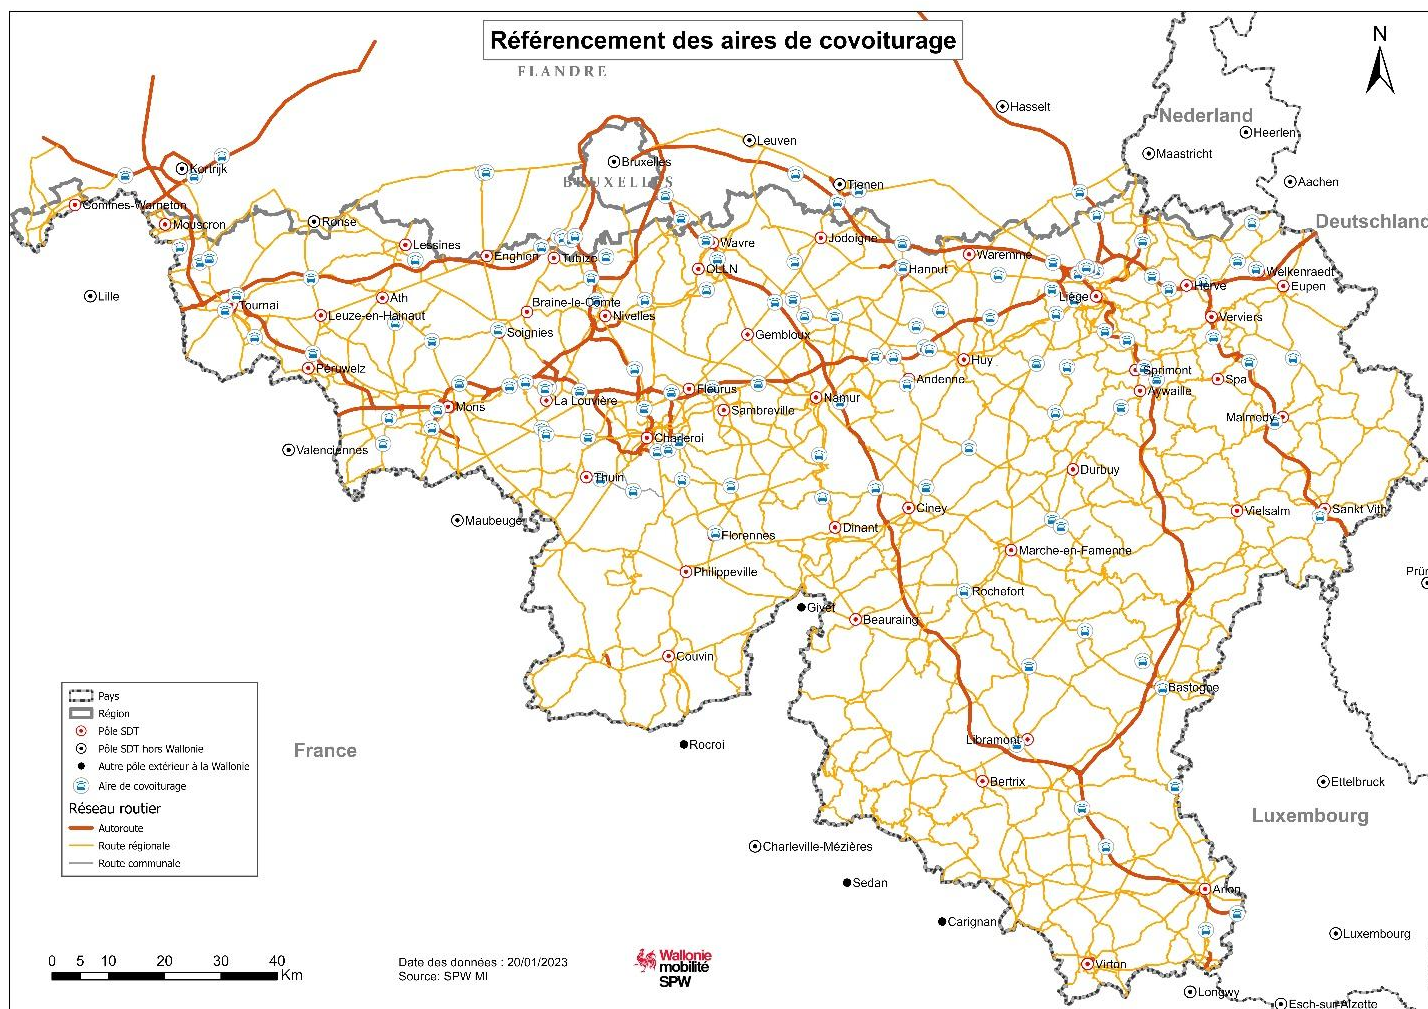 Référencement des aires de covoiturage
N
FLANDRE
Hasselt
Nederland
Heerlen
Leuven
Maastricht
Kortrijk
Bruxelles
BRUXELLES
Tienen
Aachen
Comines-Warneton
Mouscron
Ronse
Deutschland
Lessines
Enghien
Tubize
Wavre
Jodoigne
Waremme
OLLN
Hannut
Welkenraedt
Herve
Eupen
Lille
Tournai
Ath
Braine-le-Comte
Liège
Leuze-en-Hainaut
Nivelles
Verviers
Soignies
Gembloux
Huy
Péruwelz
Sprimont
Andenne
Spa
Fleurus
Aywaille
Mons
La Louvière
Namur
Sambreville
Malmedy
Charleroi
Valenciennes
Thuin
Durbuy
Ciney
Vielsalm
Sankt Vith
Maubeuge
Dinant
Florennes
Marche-en-Famenne
Philippeville
Prü
Rochefort
Givet
Beauraing
Couvin
Bastogne
Pays
Région
Pôle SDT
Pôle SDT hors Wallonie
Autre pôle extérieur à la Wallonie
Aire de covoiturage
Réseau routier
Autoroute
Route régionale
Route communale
France
Rocroi
Libramont
Bertrix
Ettelbruck
Luxembourg
Charleville-Mézières
Sedan
Arlon
Carignan
Luxembourg
Virton
Longwy
Esch-sur-Alzette
0 5 10 20 30 40
Km
Date des données : 20/01/2023
Source: SPW MI
Wallonie
mobilité
SPW